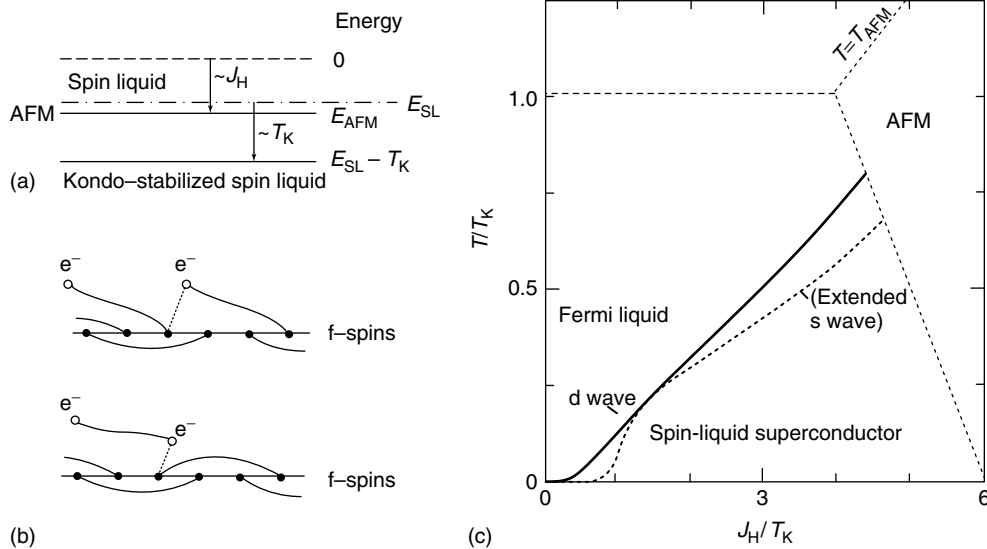 Energy
0
Spin liquid
~J_H
AFM
E_SL
E_AFM
~T_K
E_SL – T_K
Kondo–stabilized spin liquid
(a)
e⁻
e⁻
f–spins
e⁻
e⁻
f–spins
(b)
T=T_AFM
1.0
AFM
T/T_K
0.5
(Extended
s wave)
Fermi liquid
d wave
Spin-liquid superconductor
0
0
3
6
J_H/T_K
(c)